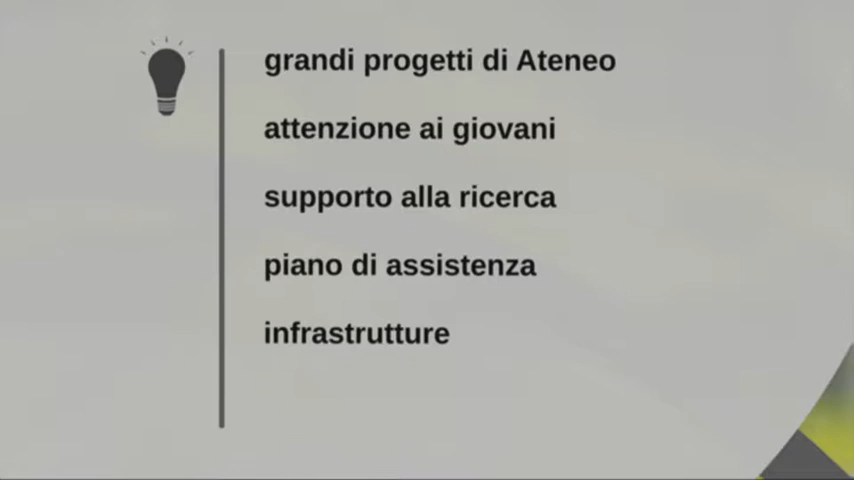 grandi progetti di Ateneo
attenzione ai giovani
supporto alla ricerca
piano di assistenza
infrastrutture